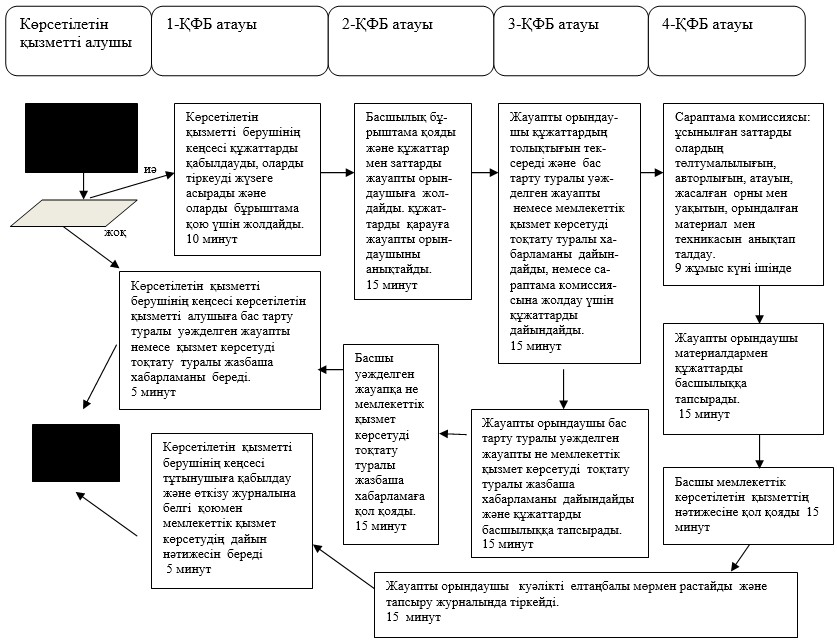 Көрсетілетін
қызметті алушы
1-ҚФБ атауы
2-ҚФБ атауы
3-ҚФБ атауы
4-ҚФБ атауы
иә
жоқ
Көрсетілетін
қызметті берушінің
кеңсесі құжаттарды
қабылдауды, оларды
тіркеуді жүзеге
асырады және
оларды бұрыштама
қою үшін жолдайды.
10 минут
Басшылық бұ-
рыштама қояды
және құжаттар
мен заттарды
жауапты орын-
даушыға жол-
дайды. құжат-
тарды қарауға
жауапты орын-
даушыны
анықтайды.
15 минут
Жауапты орындау-
шы құжаттардың
толықтығын тек-
середі және бас
тарту туралы уәж-
делген жауапты
немесе мемлекеттік
қызмет көрсетуді
тоқтату туралы ха-
барламаны дайын-
дайды, немесе са-
раптама комиссия-
сына жолдау үшін
құжаттарды
дайындайды.
15 минут
Сараптама комиссиясы:
ұсынылған заттарды
олардың
төлтумалылығын,
авторлығын, атауын,
жасалған орны мен
уақытын, орындалған
материал мен
техникасын анықтап
талдау.
9 жұмыс күні ішінде
Көрсетілетін қызметті
берушінің кеңсесі көрсетілетін
қызметті алушыға бас тарту
туралы уәжделген жауапты
немесе қызмет көрсетуді
тоқтату туралы жазбаша
хабарламаны береді.
5 минут
Басшы
уәжделген
жауапқа не
мемлекеттік
қызмет
көрсетуді
тоқтату
туралы
жазбаша
хабарламаға
қол қояды.
15 минут
Жауапты орындаушы бас
тарту туралы уәжделген
жауапты не мемлекеттік
қызмет көрсетуді тоқтату
туралы жазбаша
хабарламаны дайындайды
және құжаттарды
басшылыққа тапсырады.
15 минут
Жауапты орындаушы
материалдармен
құжаттарды
басшылыққа
тапсырады.
15 минут
Басшы мемлекеттік
көрсетілетін қызметтің
нәтижесіне қол қояды 15
минут
Көрсетілетін қызметті
берушінің кеңсесі
тұтынушыға қабылдау
және өткізу журналына
белгі қоюмен
мемлекеттік қызмет
көрсетудің дайын
нәтижесін береді
5 минут
Жауапты орындаушы куәлікті елтаңбалы мөрмен растайды және
тапсыру журналында тіркейді.
15 минут